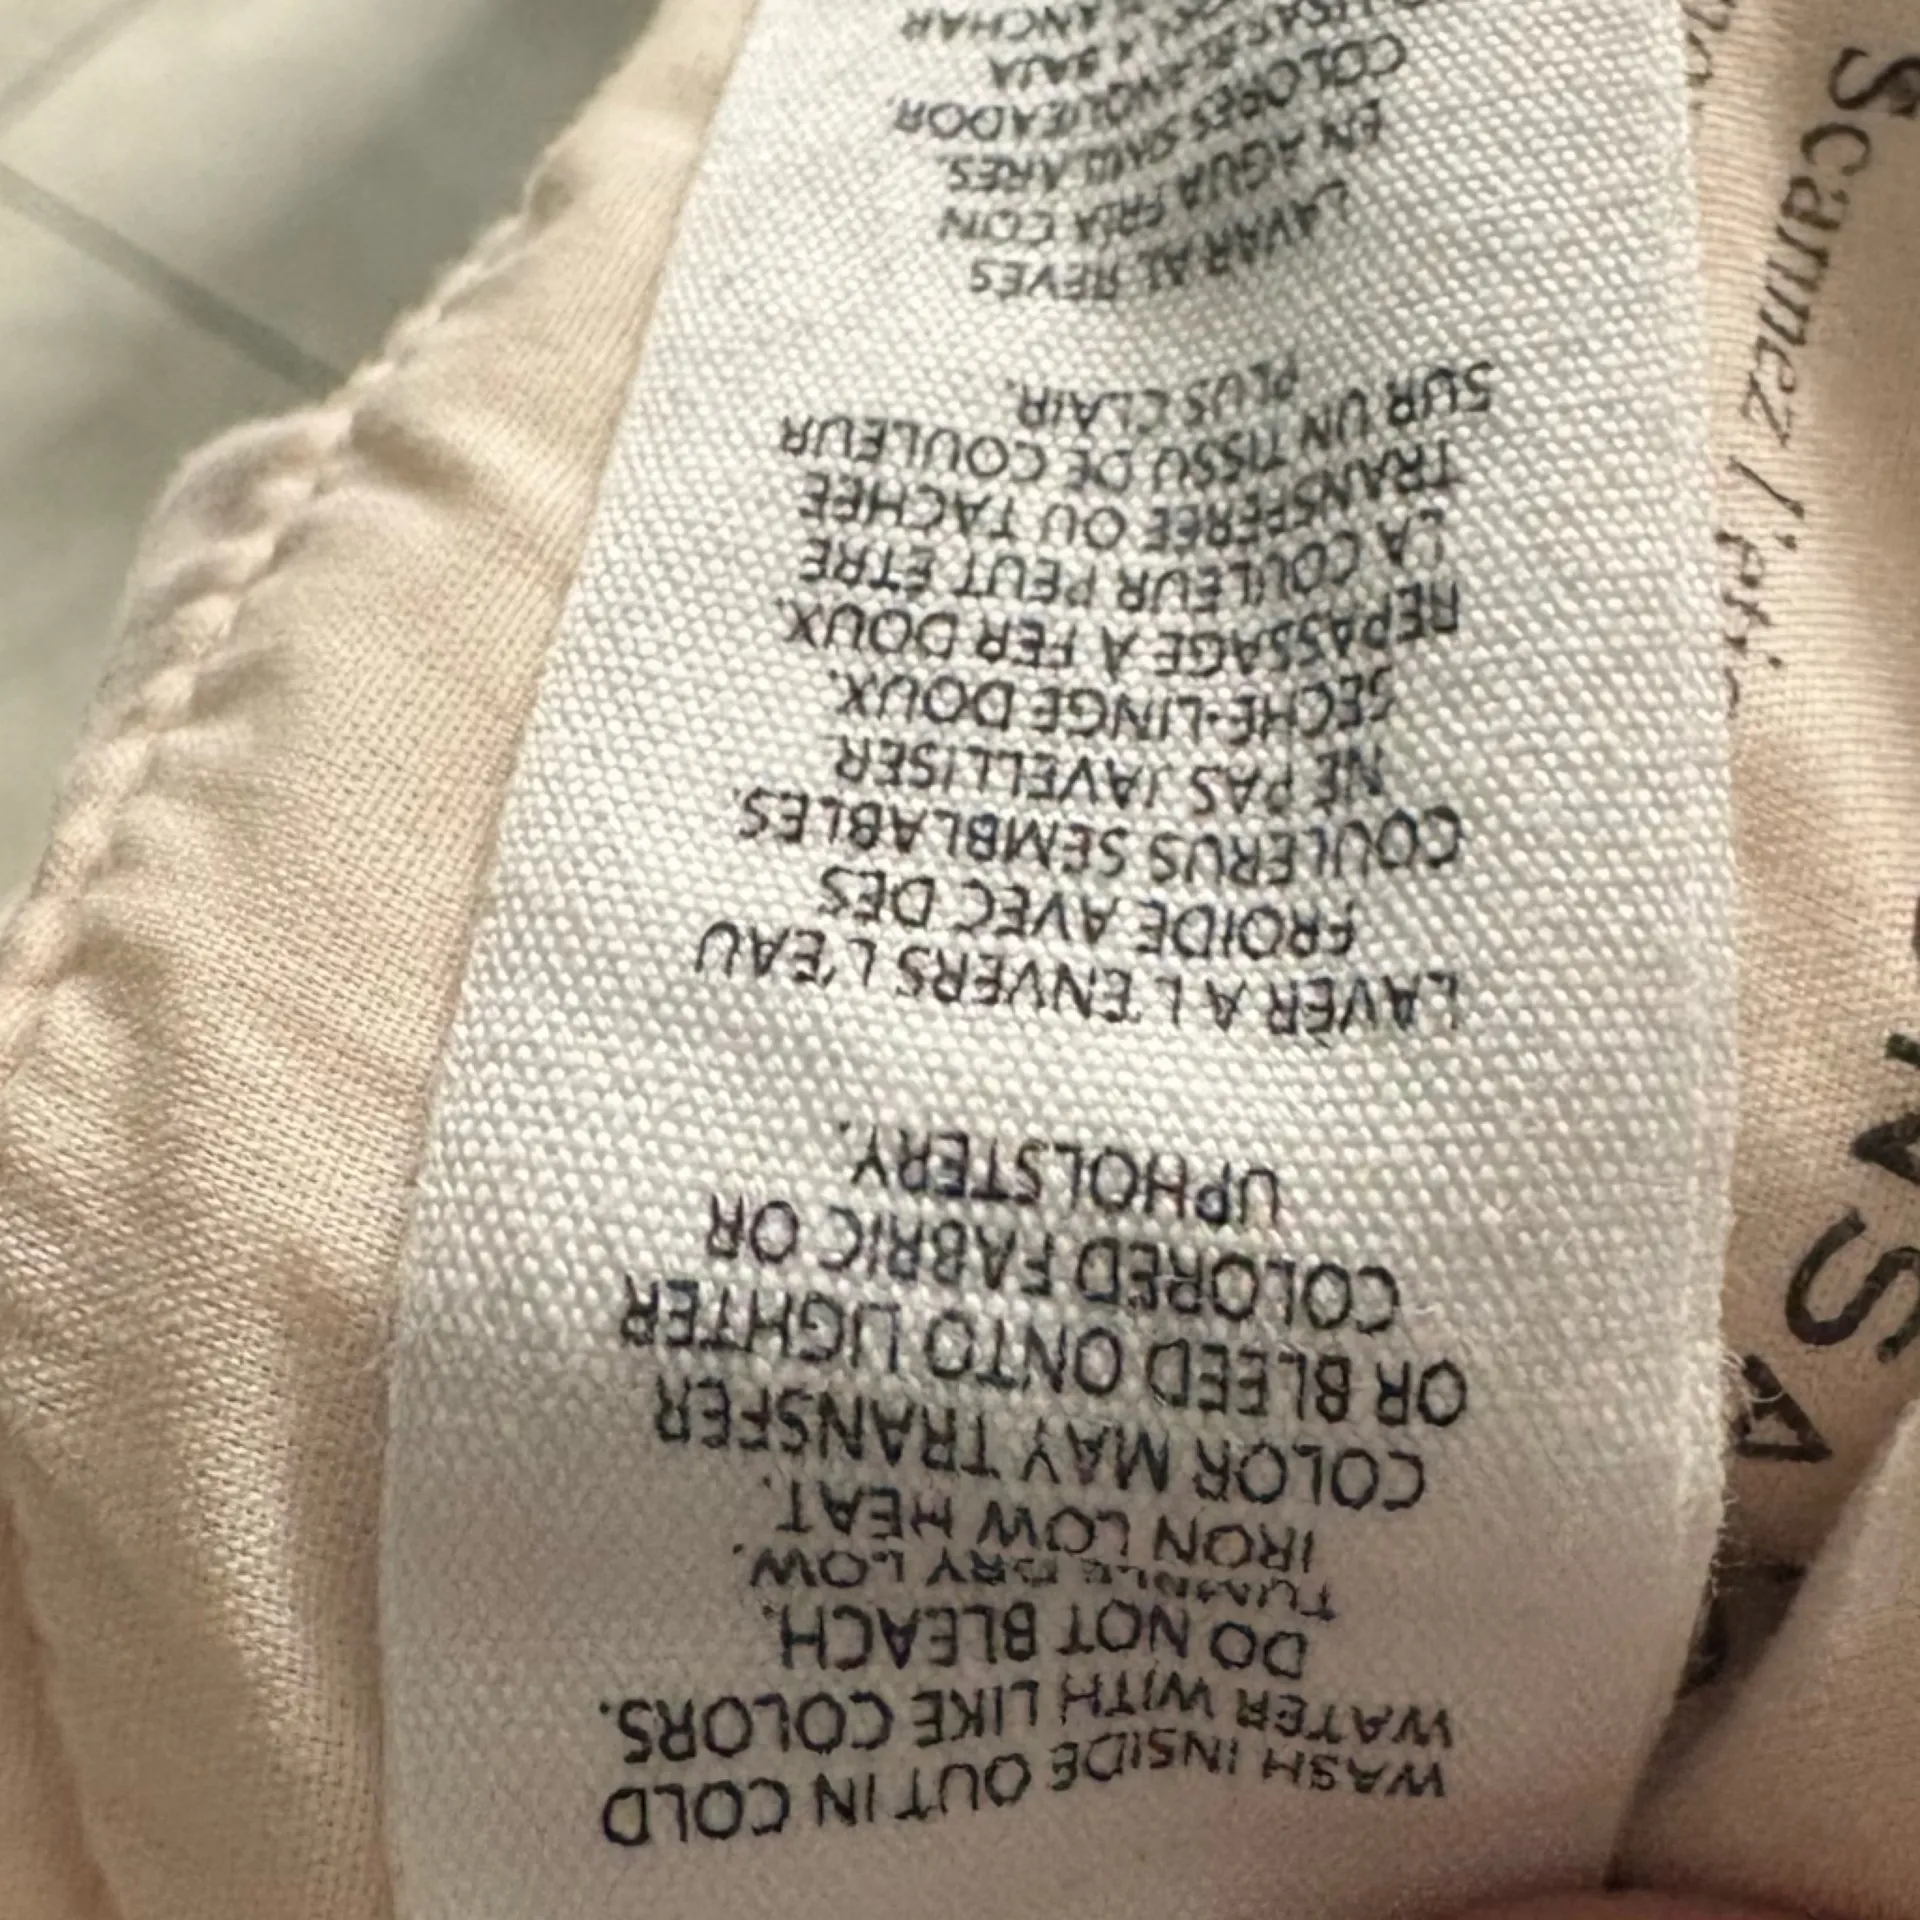 WASH INSIDE OUT IN COLD
WATER WITH LIKE COLORS.
DO NOT BLEACH.
TUMBLE DRY LOW.
IRON LOW HEAT.
COLOR MAY TRANSFER
OR BLEED ONTO LIGHTER
COLORED FABRIC OR
UPHOLSTERY.
LAVER A L'ENVERS L'EAU
FROIDE AVEC DES
COULERUS SEMBLABLES.
NE PAS JAVELLISER.
SECHE-LINGE DOUX.
REPASSAGE A FER DOUX.
LA COULEUR PEUT ETRE
TRANSFEREE OU TACHEE
SUR UN TISSU DE COULEUR
PLUS CLAIR.
LAVAR AL REVES
EN AGUA FRIA CON
COLORES
BAJA
Scannez /